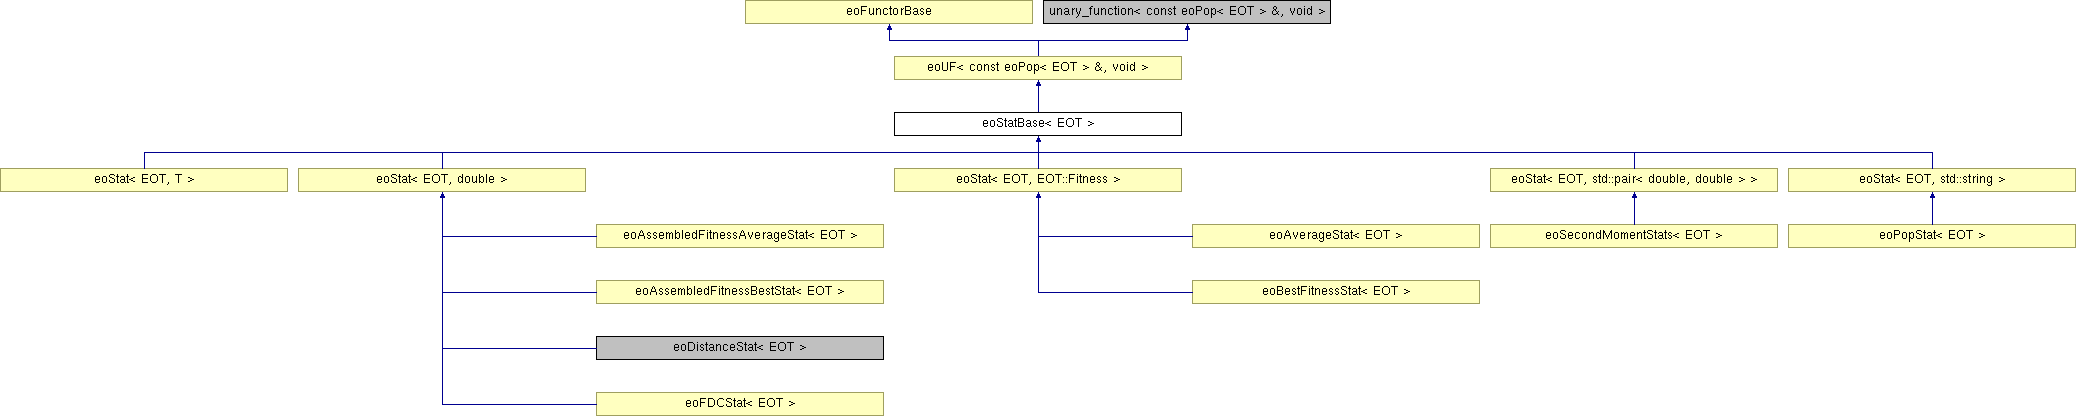 eoFunctorBase
unary_function< const eoPop< EOT > &, void >
eoUF< const eoPop< EOT > &, void >
eoStatBase< EOT >
eoStat< EOT, T >
eoStat< EOT, double >
eoStat< EOT, EOT::Fitness >
eoStat< EOT, std::pair< double, double > >
eoStat< EOT, std::string >
eoAssembledFitnessAverageStat< EOT >
eoAverageStat< EOT >
eoSecondMomentStats< EOT >
eoPopStat< EOT >
eoAssembledFitnessBestStat< EOT >
eoBestFitnessStat< EOT >
eoDistanceStat< EOT >
eoFDCStat< EOT >